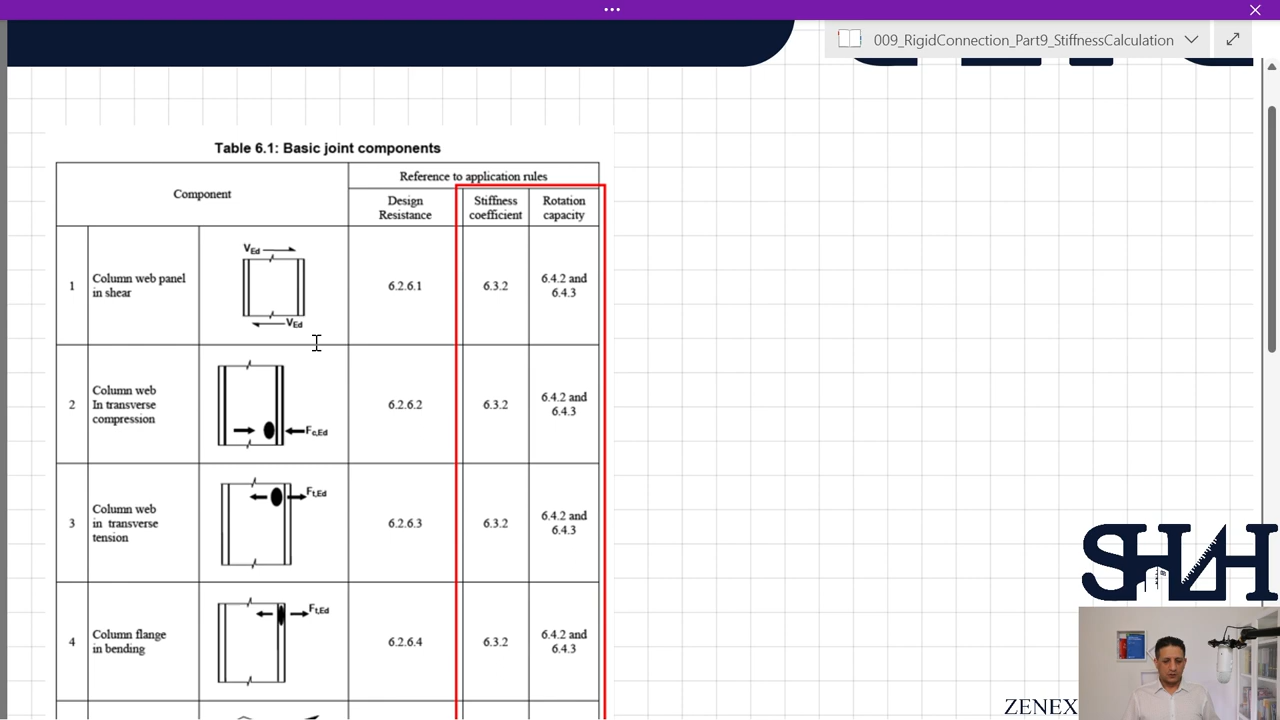 009_RigidConnection_Part9_StiffnessCalculation
Table 6.1: Basic joint components
Component
Reference to application rules
Design
Resistance
Stiffness
coefficient
Rotation
capacity
1
Column web panel
in shear
VEd
VEd
6.2.6.1
6.3.2
6.4.2 and
6.4.3
2
Column web
In transverse
compression
Fc,Ed
6.2.6.2
6.3.2
6.4.2 and
6.4.3
3
Column web
in transverse
tension
Ft,Ed
6.2.6.3
6.3.2
6.4.2 and
6.4.3
4
Column flange
in bending
Ft,Ed
6.2.6.4
6.3.2
6.4.2 and
6.4.3
ZENEX